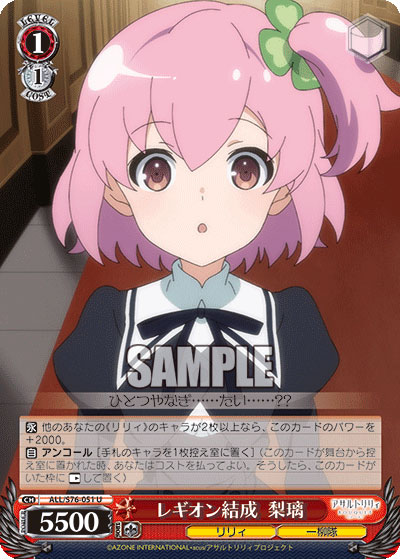 LEVEL
1
1
COST
SAMPLE
ひとつやなぎ……たい……??
永 他のあなたの《リリィ》のキャラが2枚以上なら、このカードのパワーを
+2000。
自 アンコール [手札のキャラを1枚控え室に置く] (このカードが舞台から
控え室に置かれた時、あなたはコストを払ってよい。そうしたら、このカードが
いた枠に に置く)
CH ALL/S76-051 U
レギオン結成 梨璃
アサルトリリィ
BOUQUET
5500
リリィ
一柳隊
©AZONE INTERNATIONAL・acus/アサルトリリィプロジェクト